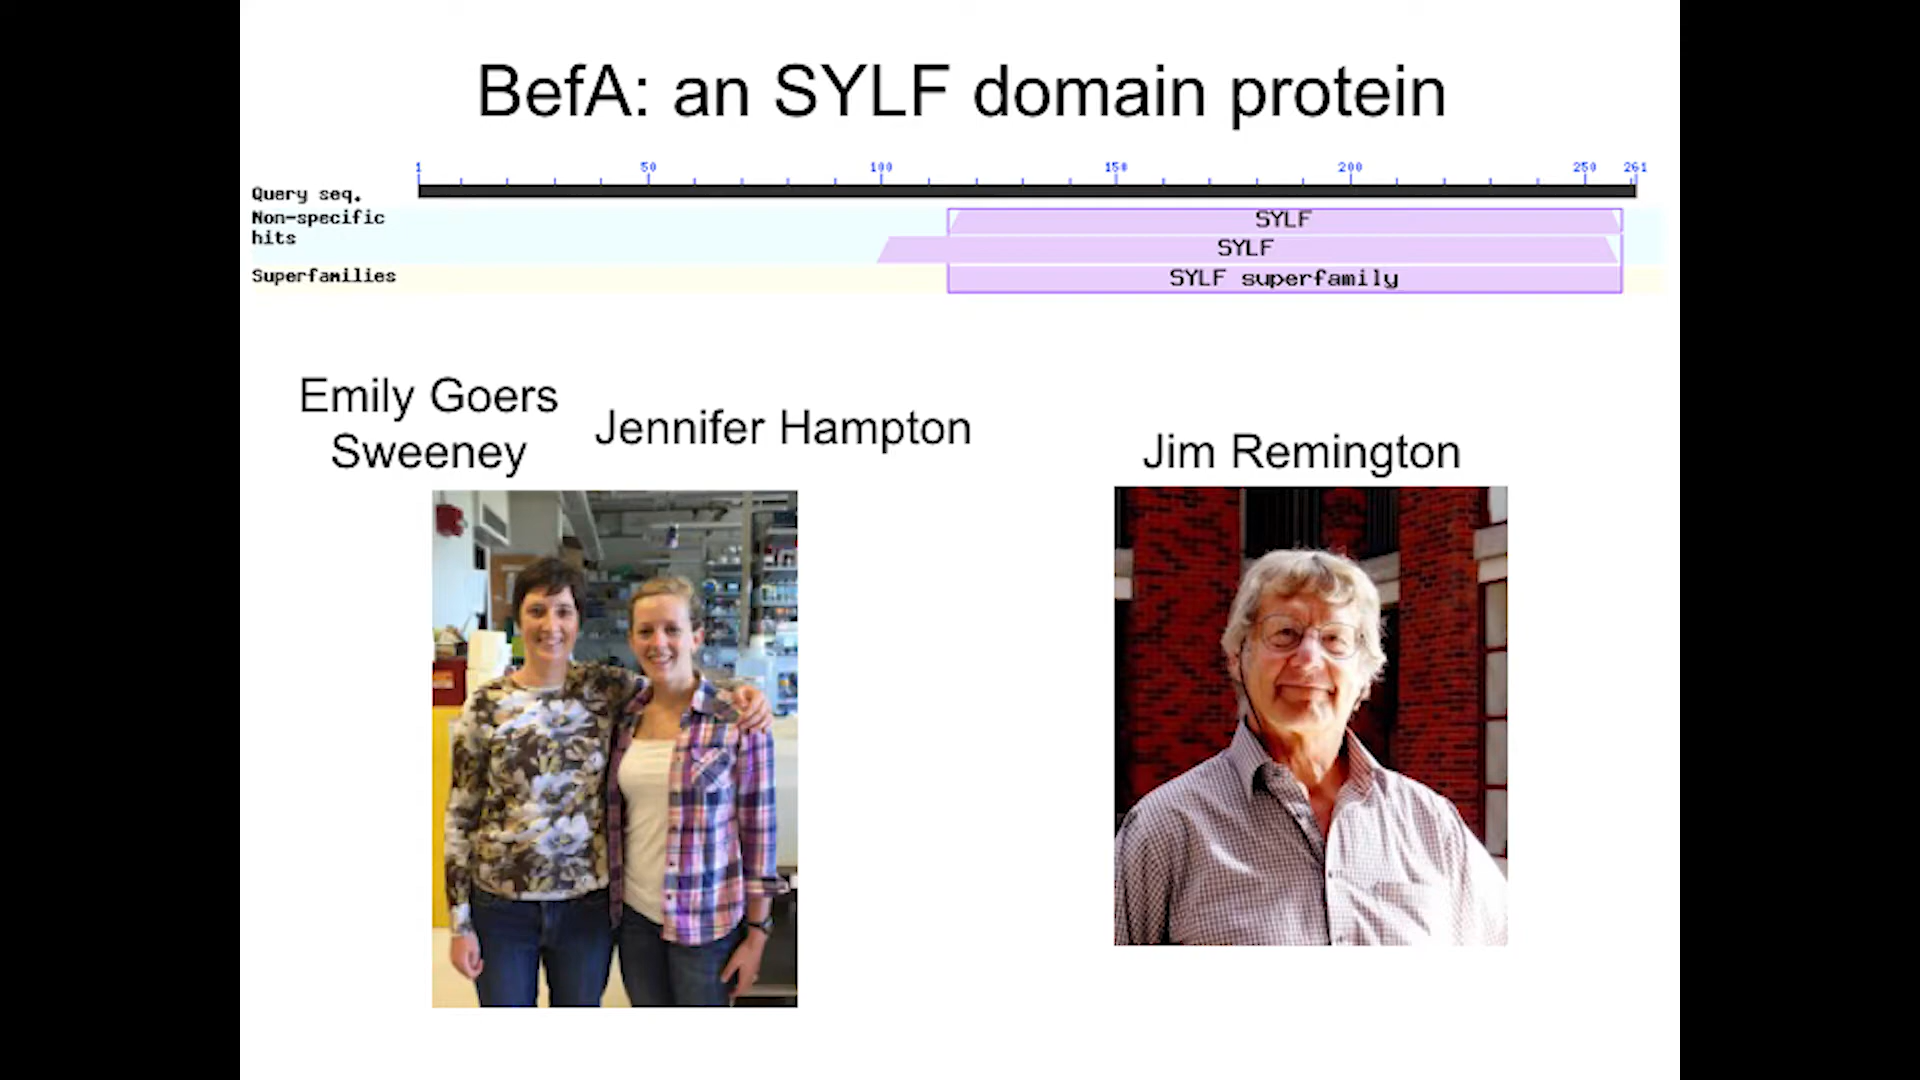 BefA: an SYLF domain protein
1 50 100 150 200 250 261
Query seq.
Non-specific
hits
SYLF
SYLF
Superfamilies
SYLF superfamily
Emily Goers
Sweeney
Jennifer Hampton
Jim Remington